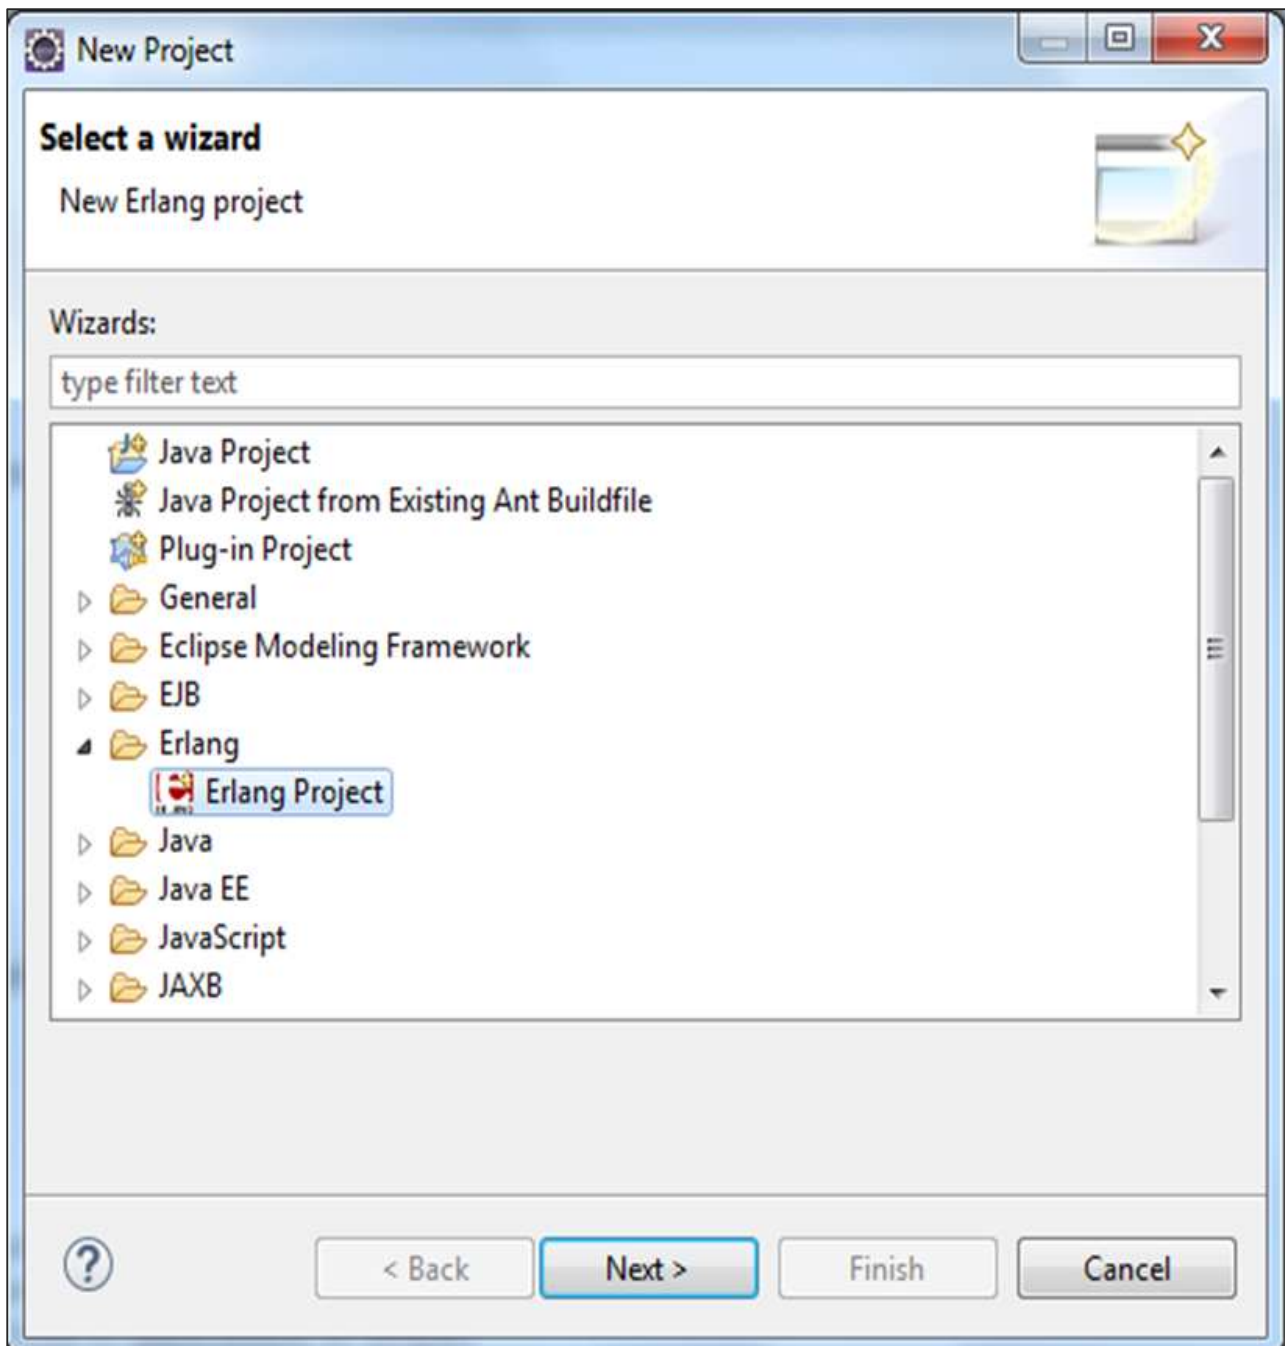 New Project
Select a wizard
New Erlang project
Wizards:
type filter text
Java Project
Java Project from Existing Ant Buildfile
Plug-in Project
General
Eclipse Modeling Framework
EJB
Erlang
Erlang Project
Java
Java EE
JavaScript
JAXB
< Back
Next >
Finish
Cancel